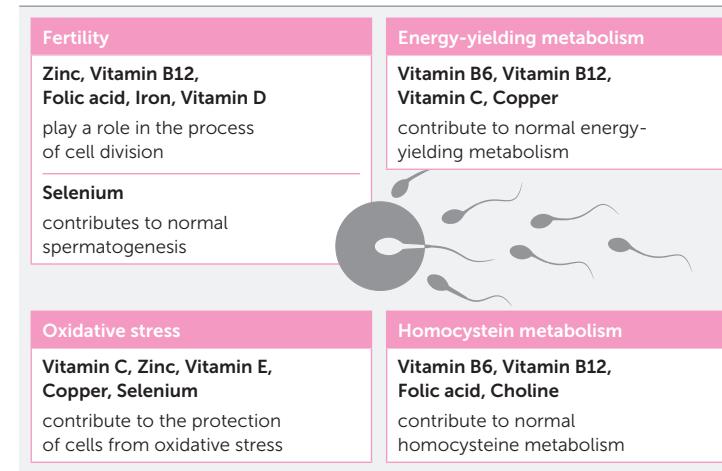 Fertility
Zinc, Vitamin B12,
Folic acid, Iron, Vitamin D
play a role in the process
of cell division
Selenium
contributes to normal
spermatogenesis
Energy-yielding metabolism
Vitamin B6, Vitamin B12,
Vitamin C, Copper
contribute to normal energy-
yielding metabolism
Oxidative stress
Vitamin C, Zinc, Vitamin E,
Copper, Selenium
contribute to the protection
of cells from oxidative stress
Homocystein metabolism
Vitamin B6, Vitamin B12,
Folic acid, Choline
contribute to normal
homocysteine metabolism